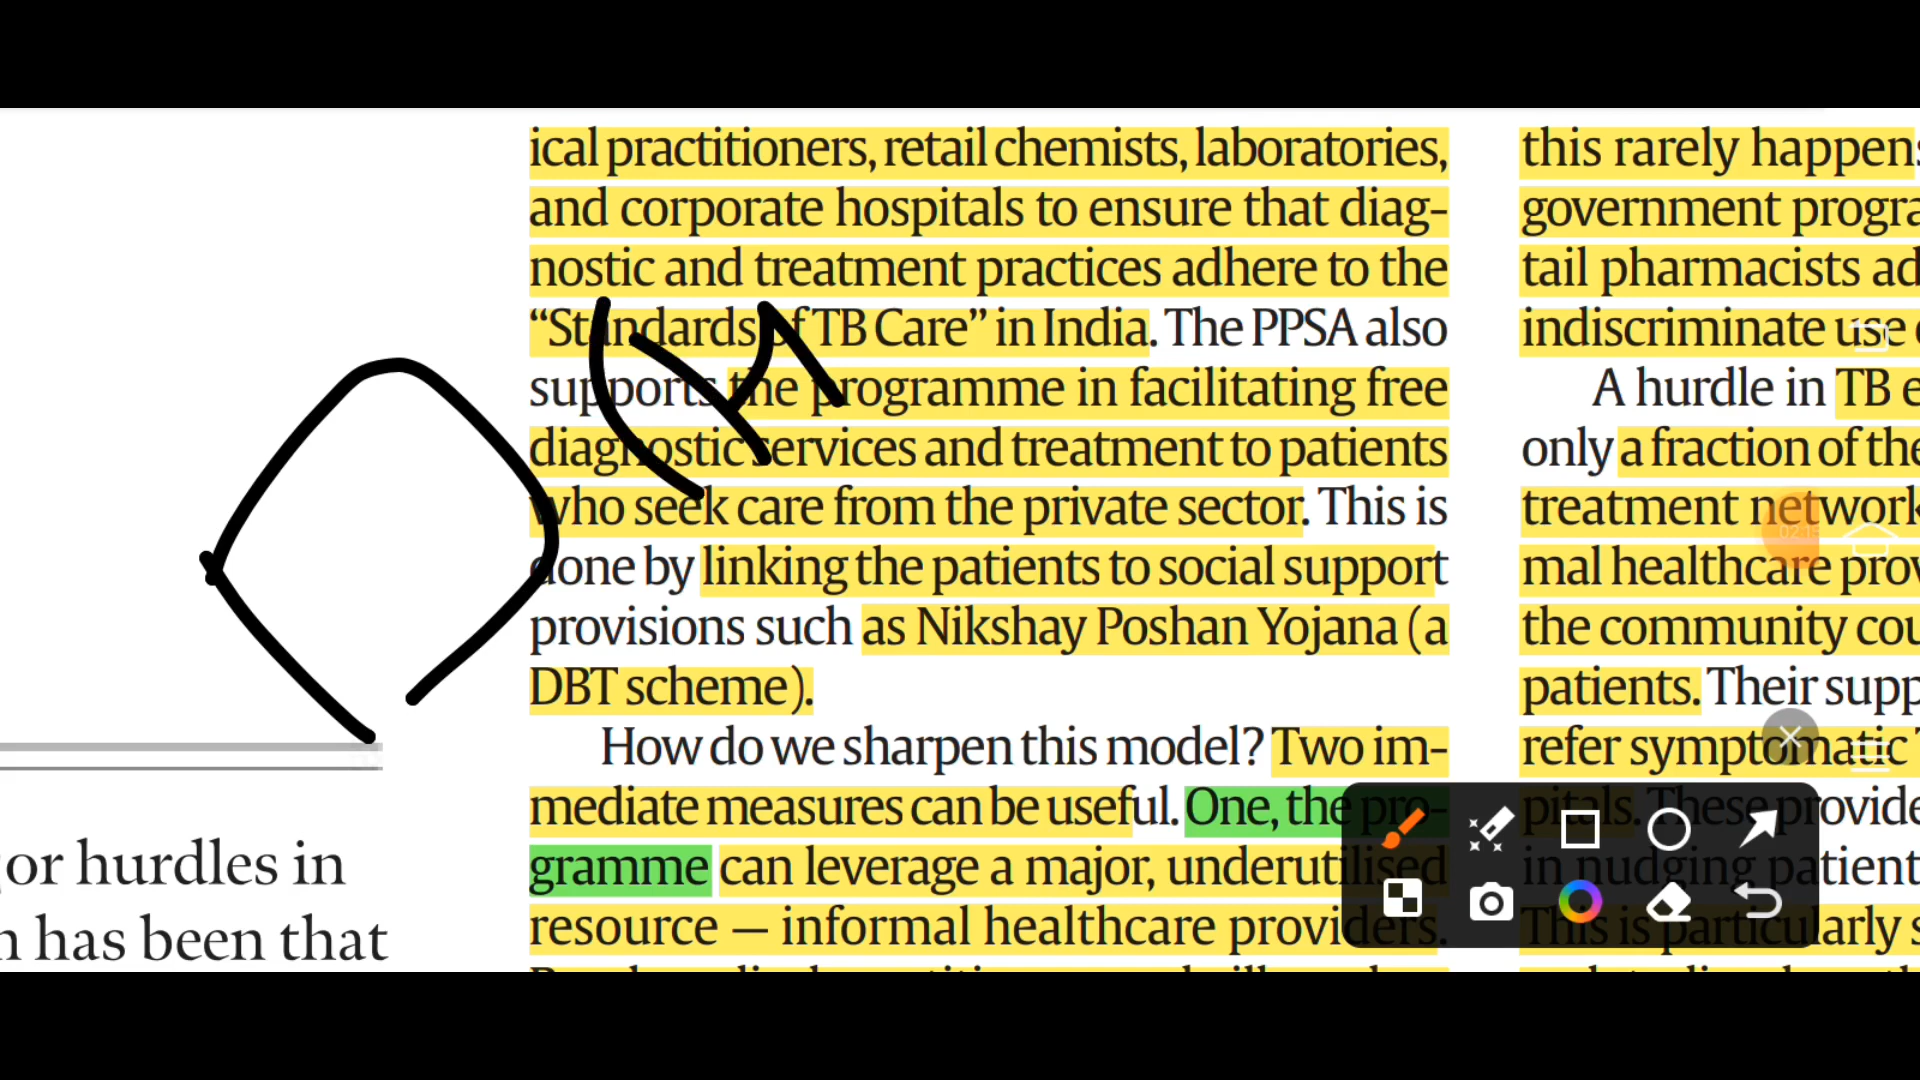 or hurdles in
has been that
ical practitioners, retail chemists, laboratories,
and corporate hospitals to ensure that diag-
nostic and treatment practices adhere to the
“Standards of TB Care” in India. The PPSA also
supports the programme in facilitating free
diagnostic services and treatment to patients
who seek care from the private sector. This is
done by linking the patients to social support
provisions such as Nikshay Poshan Yojana (a
DBT scheme).
How do we sharpen this model? Two im-
mediate measures can be useful. One, the pro-
gramme can leverage a major, underutilised
resource — informal healthcare providers.
this rarely happens
government progra
tail pharmacists ad
indiscriminate use
A hurdle in TB e
only a fraction of the
treatment network
mal healthcare prov
the community cou
patients. Their supp
refer symptomatic
pitals. These provide
in nudging patient
This is particularly s